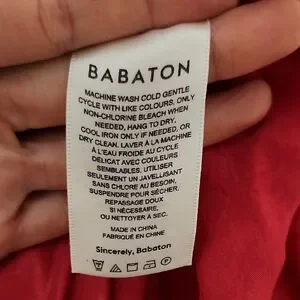 BABATON
MACHINE WASH COLD GENTLE
CYCLE WITH LIKE COLOURS, ONLY
NON-CHLORINE BLEACH WHEN
NEEDED, HANG TO DRY,
COOL IRON ONLY IF NEEDED, OR
DRY CLEAN. LAVER À LA MACHINE
À L'EAU FROIDE AU CYCLE
DÉLICAT AVEC COULEURS
SEMBLABLES, UTILISER
SEULEMENT UN JAVELLISANT
SANS CHLORE AU BESOIN,
SUSPENDRE POUR SÉCHER,
REPASSAGE DOUX
SI NÉCESSAIRE,
OU NETTOYER À SEC.
MADE IN CHINA
FABRIQUÉ EN CHINE
Sincerely, Babaton